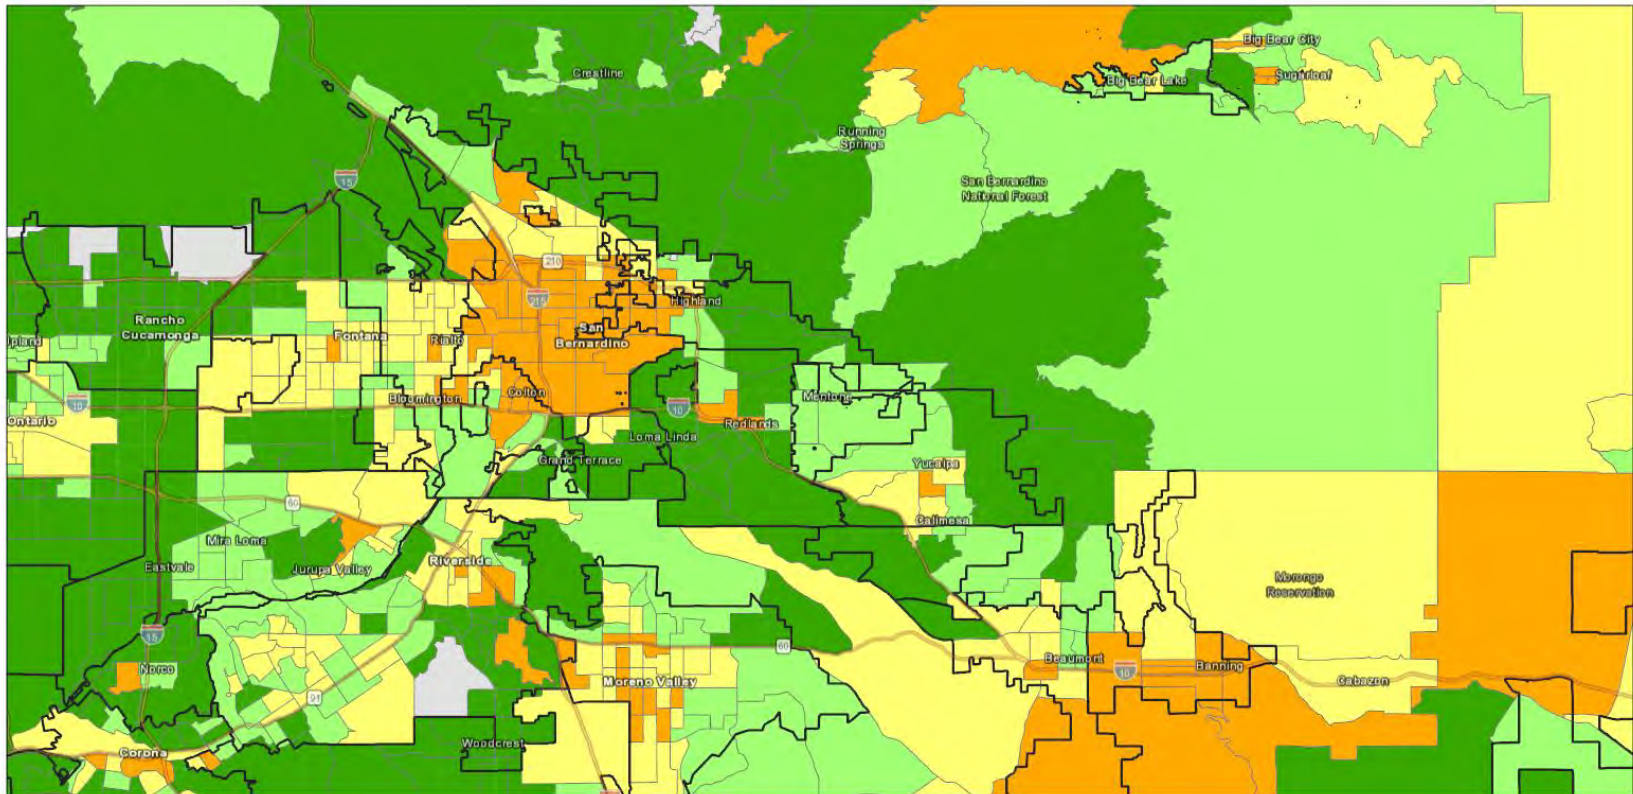 Big Bear City
Crestline
Big Bear Lake
Sugarloaf
Running
Springs
15
San Bernardino
National Forest
210
215
Highland
Rancho
Cucamonga
Upland
Fontana
Rialto
San
Bernardino
10
Bloomington
Colton
Mentone
10
Ontario
Redlands
Loma Linda
Grand Terrace
Yucaipa
60
Calimesa
Mira Loma
Eastvale
Jurupa Valley
Riverside
Morongo
Reservation
15
60
Norco
Beaumont
Banning
10
Moreno Valley
Cabazon
91
Corona
Woodcrest